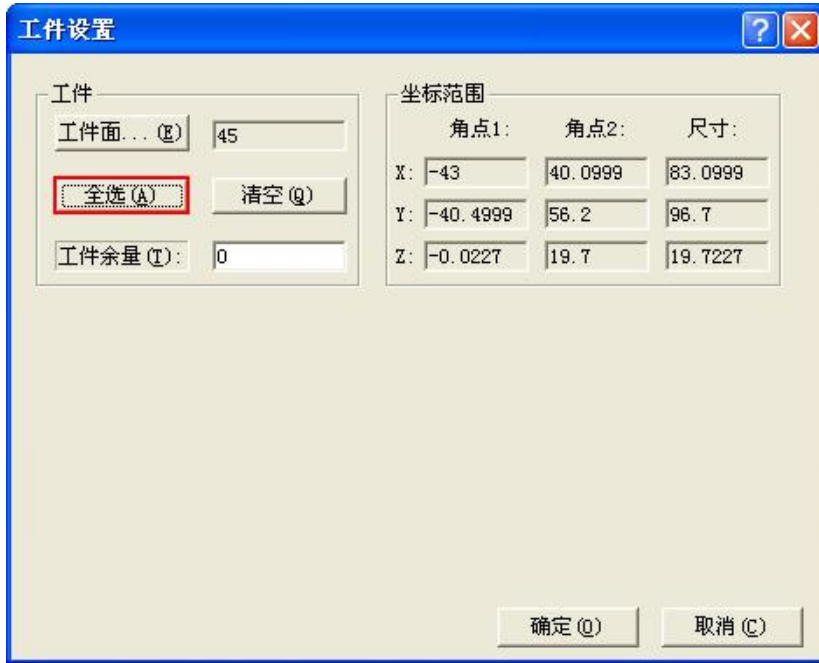 工件设置
工件
工件面...(E) 45
全选(A) 清空(Q)
工件余量(T): 0
坐标范围
角点1: 角点2: 尺寸:
X: -43 40.0999 83.0999
Y: -40.4999 56.2 96.7
Z: -0.0227 19.7 19.7227
确定(O) 取消(C)